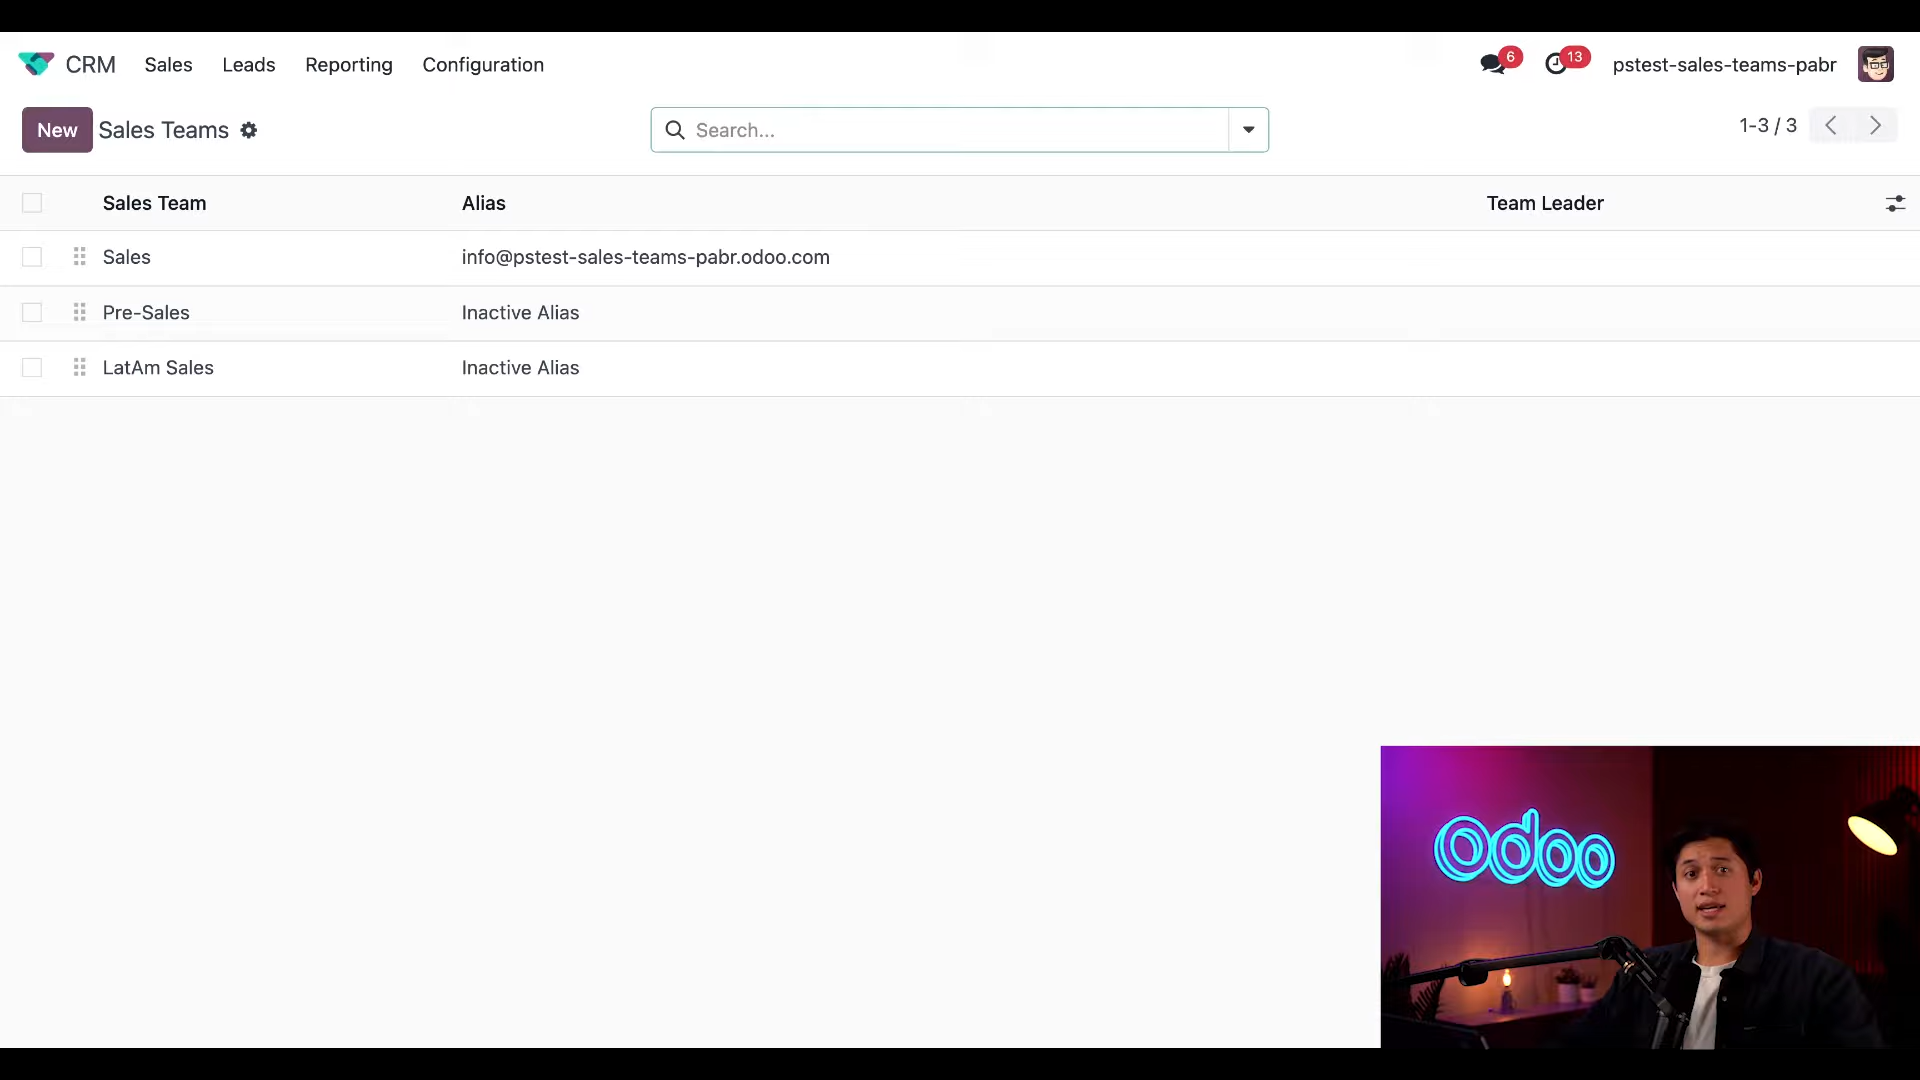 CRM Sales Leads Reporting Configuration 6 13 pstest-sales-teams-pabr
New Sales Teams Search... 1-3 / 3
Sales Team Alias Team Leader
Sales info@pstest-sales-teams-pabr.odoo.com
Pre-Sales Inactive Alias
LatAm Sales Inactive Alias
odoo